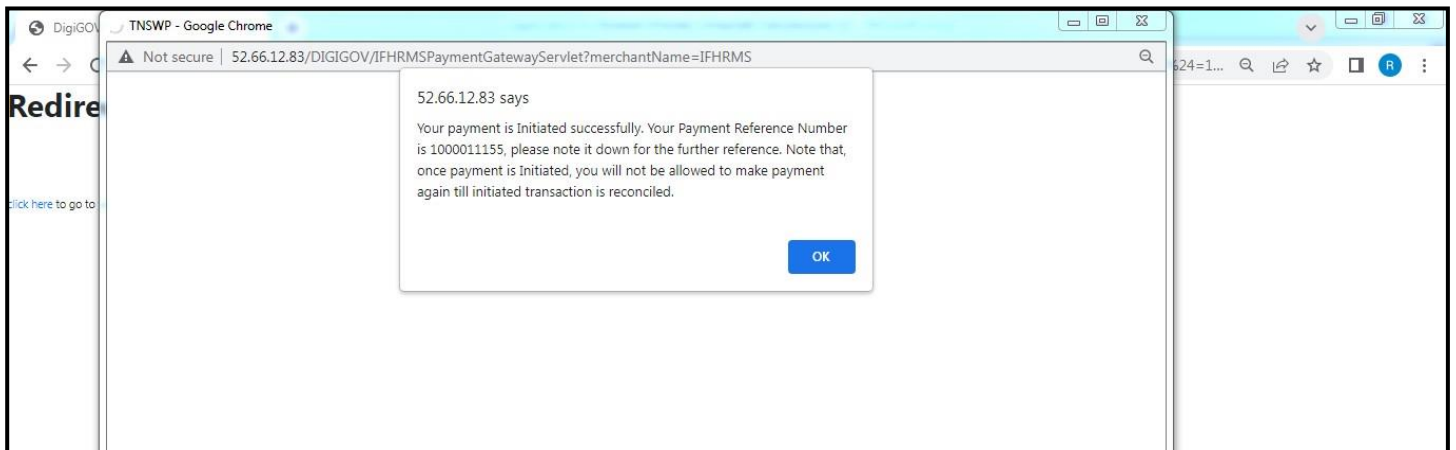 DigiGOV
TNSWP - Google Chrome
Not secure | 52.66.12.83/DIGIGOV/IFHRMSPaymentGatewayServlet?merchantName=IFHRMS
%24=1...
R
Redire
52.66.12.83 says
Your payment is Initiated successfully. Your Payment Reference Number
is 1000011155, please note it down for the further reference. Note that,
once payment is Initiated, you will not be allowed to make payment
again till initiated transaction is reconciled.
click here to go to
OK